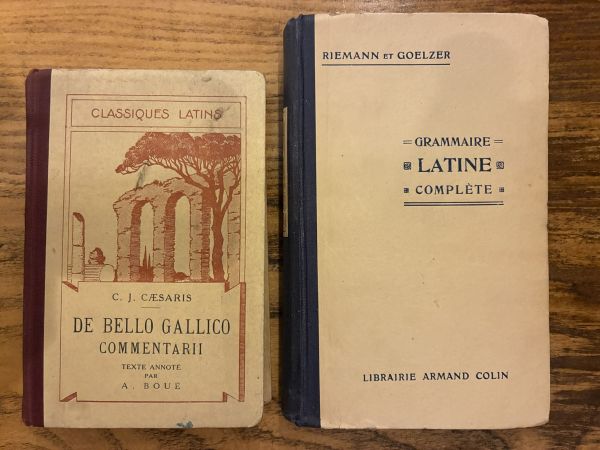 CLASSIQUES LATINS
C. J. CÆSARIS
DE BELLO GALLICO
COMMENTARII
TEXTE ANNOTÉ
PAR
A. BOUE
RIEMANN ET GOELZER
GRAMMAIRE
LATINE
COMPLÈTE
LIBRAIRIE ARMAND COLIN